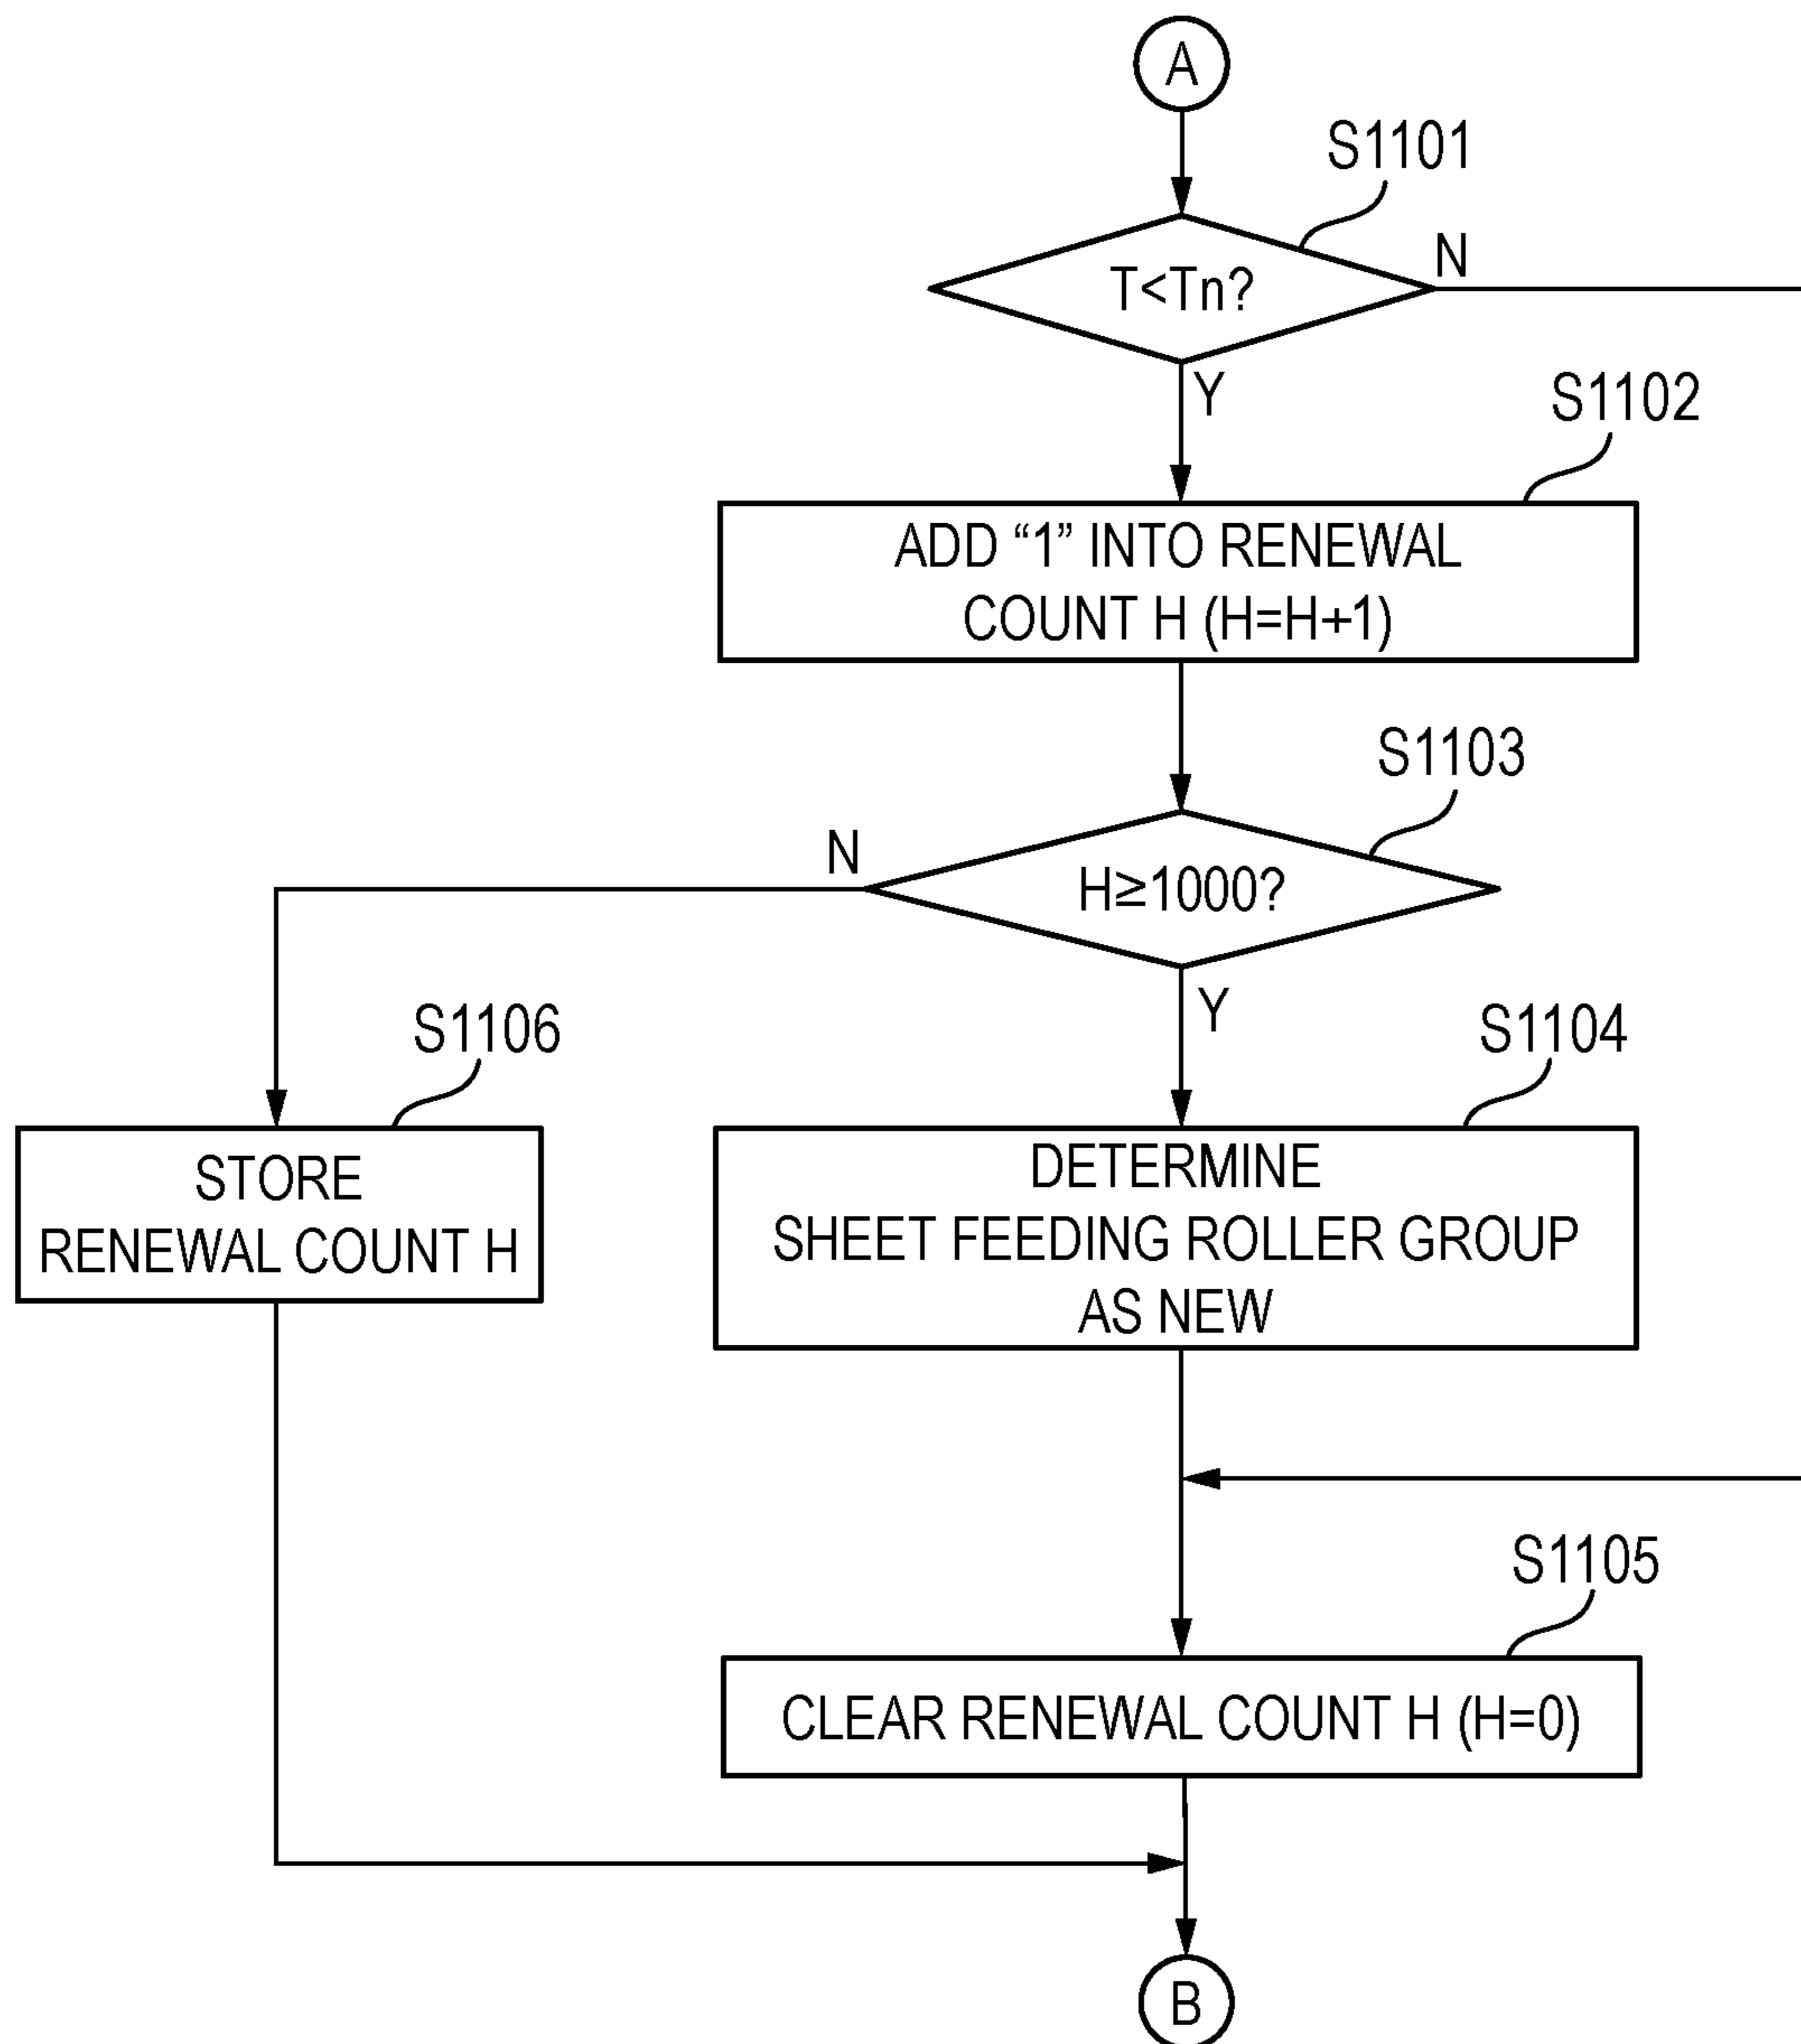 A
S1101
T<Tn?
N
Y
S1102
ADD “1” INTO RENEWAL
COUNT H (H=H+1)
S1103
N
H≥1000?
Y
S1106
S1104
STORE
RENEWAL COUNT H
DETERMINE
SHEET FEEDING ROLLER GROUP
AS NEW
S1105
CLEAR RENEWAL COUNT H (H=0)
B